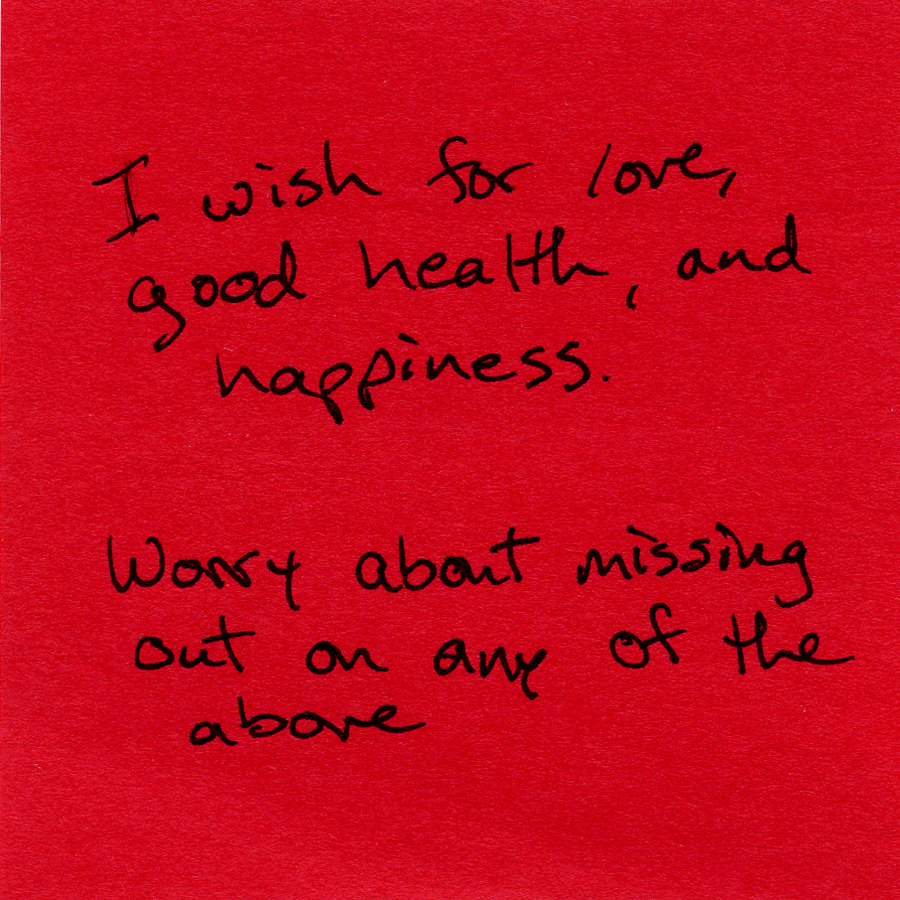 I wish for love,
good health, and
happiness.
Worry about missing
out on any of the
above